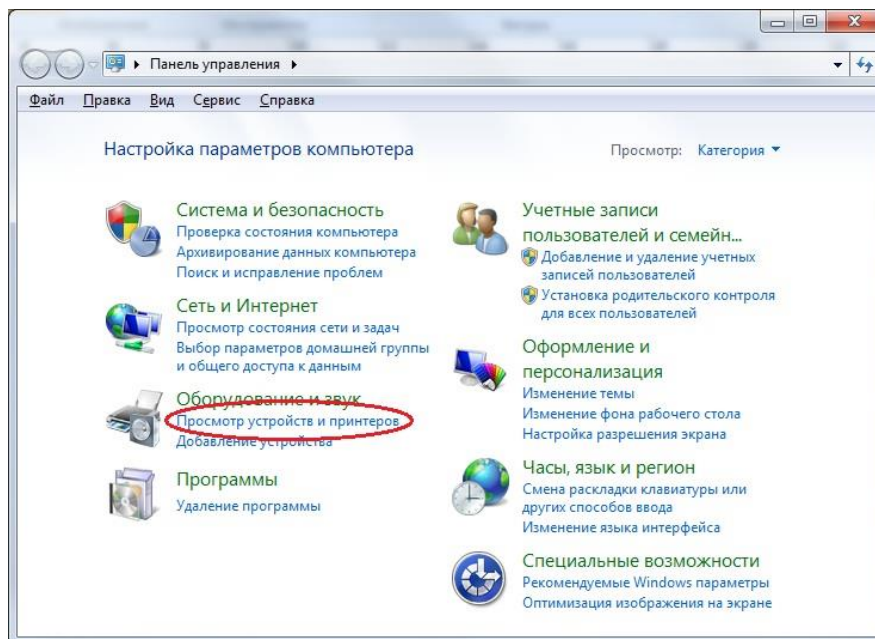 Панель управления
Файл Правка Вид Сервис Справка
Настройка параметров компьютера
Просмотр: Категория
Система и безопасность
Проверка состояния компьютера
Архивирование данных компьютера
Поиск и исправление проблем
Сеть и Интернет
Просмотр состояния сети и задач
Выбор параметров домашней группы
и общего доступа к данным
Оборудование и звук
Просмотр устройств и принтеров
Добавление устройства
Программы
Удаление программы
Учетные записи
пользователей и семейн...
Добавление и удаление учетных
записей пользователей
Установка родительского контроля
для всех пользователей
Оформление и
персонализация
Изменение темы
Изменение фона рабочего стола
Настройка разрешения экрана
Часы, язык и регион
Смена раскладки клавиатуры или
других способов ввода
Изменение языка интерфейса
Специальные возможности
Рекомендуемые Windows параметры
Оптимизация изображения на экране